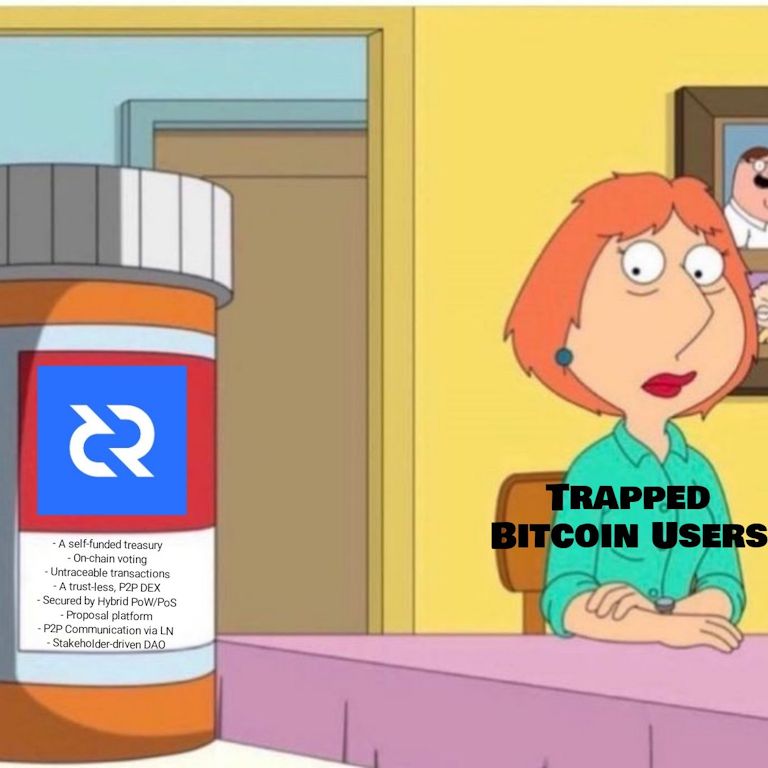 - A self-funded treasury
- On-chain voting
- Untraceable transactions
- A trust-less, P2P DEX
- Secured by Hybrid PoW/PoS
- Proposal platform
- P2P Communication via LN
- Stakeholder-driven DAO
Trapped
Bitcoin Users